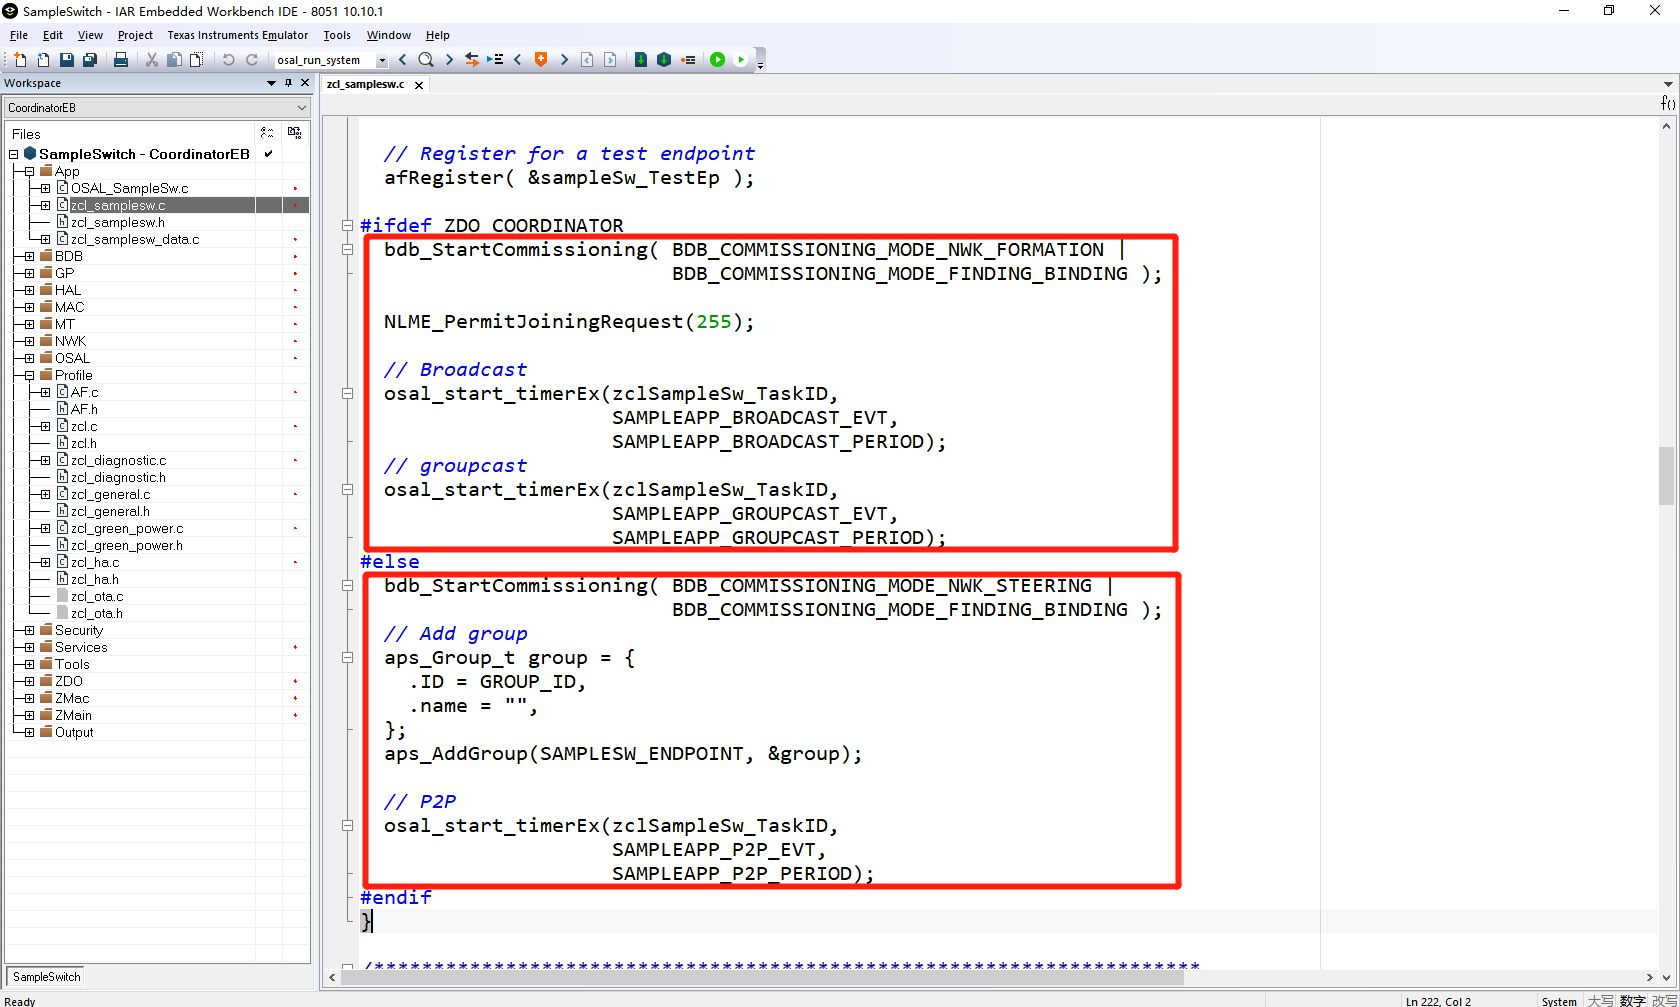 SampleSwitch - IAR Embedded Workbench IDE - 8051 10.10.1
File Edit View Project Texas Instruments Emulator Tools Window Help
osal_run_system
Workspace
zcl_samplesw.c
CoordinatorEB
f()
Files
SampleSwitch - CoordinatorEB
App
OSAL_SampleSw.c
zcl_samplesw.c
zcl_samplesw.h
zcl_samplesw_data.c
BDB
GP
HAL
MAC
MT
NWK
OSAL
Profile
AF.c
AF.h
zcl.c
zcl.h
zcl_diagnostic.c
zcl_diagnostic.h
zcl_general.c
zcl_general.h
zcl_green_power.c
zcl_green_power.h
zcl_ha.c
zcl_ha.h
zcl_ota.c
zcl_ota.h
Security
Services
Tools
ZDO
ZMac
ZMain
Output
SampleSwitch
// Register for a test endpoint
afRegister( &sampleSw_TestEp );
#ifdef ZDO_COORDINATOR
bdb_StartCommissioning( BDB_COMMISSIONING_MODE_NWK_FORMATION |
BDB_COMMISSIONING_MODE_FINDING_BINDING );
NLME_PermitJoiningRequest(255);
// Broadcast
osal_start_timerEx(zclSampleSw_TaskID,
SAMPLEAPP_BROADCAST_EVT,
SAMPLEAPP_BROADCAST_PERIOD);
// groupcast
osal_start_timerEx(zclSampleSw_TaskID,
SAMPLEAPP_GROUPCAST_EVT,
SAMPLEAPP_GROUPCAST_PERIOD);
#else
bdb_StartCommissioning( BDB_COMMISSIONING_MODE_NWK_STEERING |
BDB_COMMISSIONING_MODE_FINDING_BINDING );
// Add group
aps_Group_t group = {
.ID = GROUP_ID,
.name = "",
};
aps_AddGroup(SAMPLESW_ENDPOINT, &group);
// P2P
osal_start_timerEx(zclSampleSw_TaskID,
SAMPLEAPP_P2P_EVT,
SAMPLEAPP_P2P_PERIOD);
#endif
}
/*********************************************************************
Ready
Ln 222, Col 2
System 大写 数字 改写